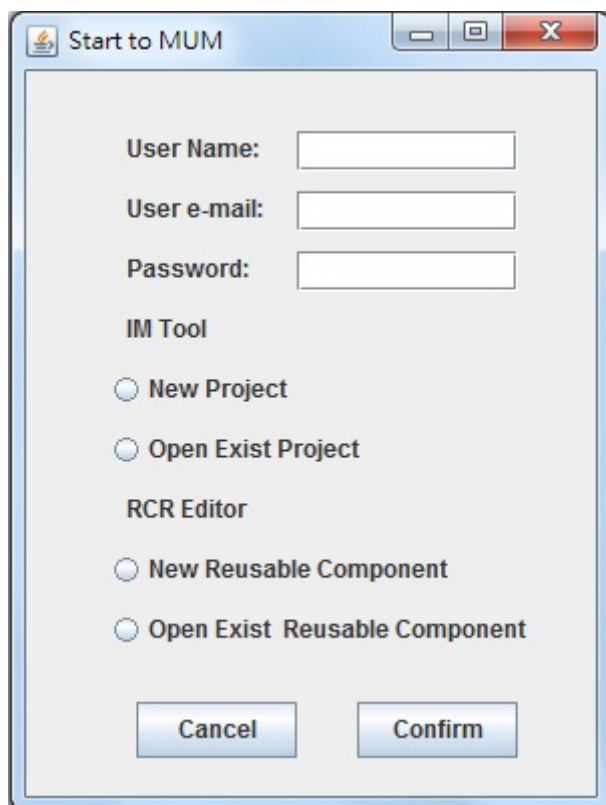 Start to MUM
User Name:
User e-mail:
Password:
IM Tool
New Project
Open Exist Project
RCR Editor
New Reusable Component
Open Exist  Reusable Component
Cancel Confirm